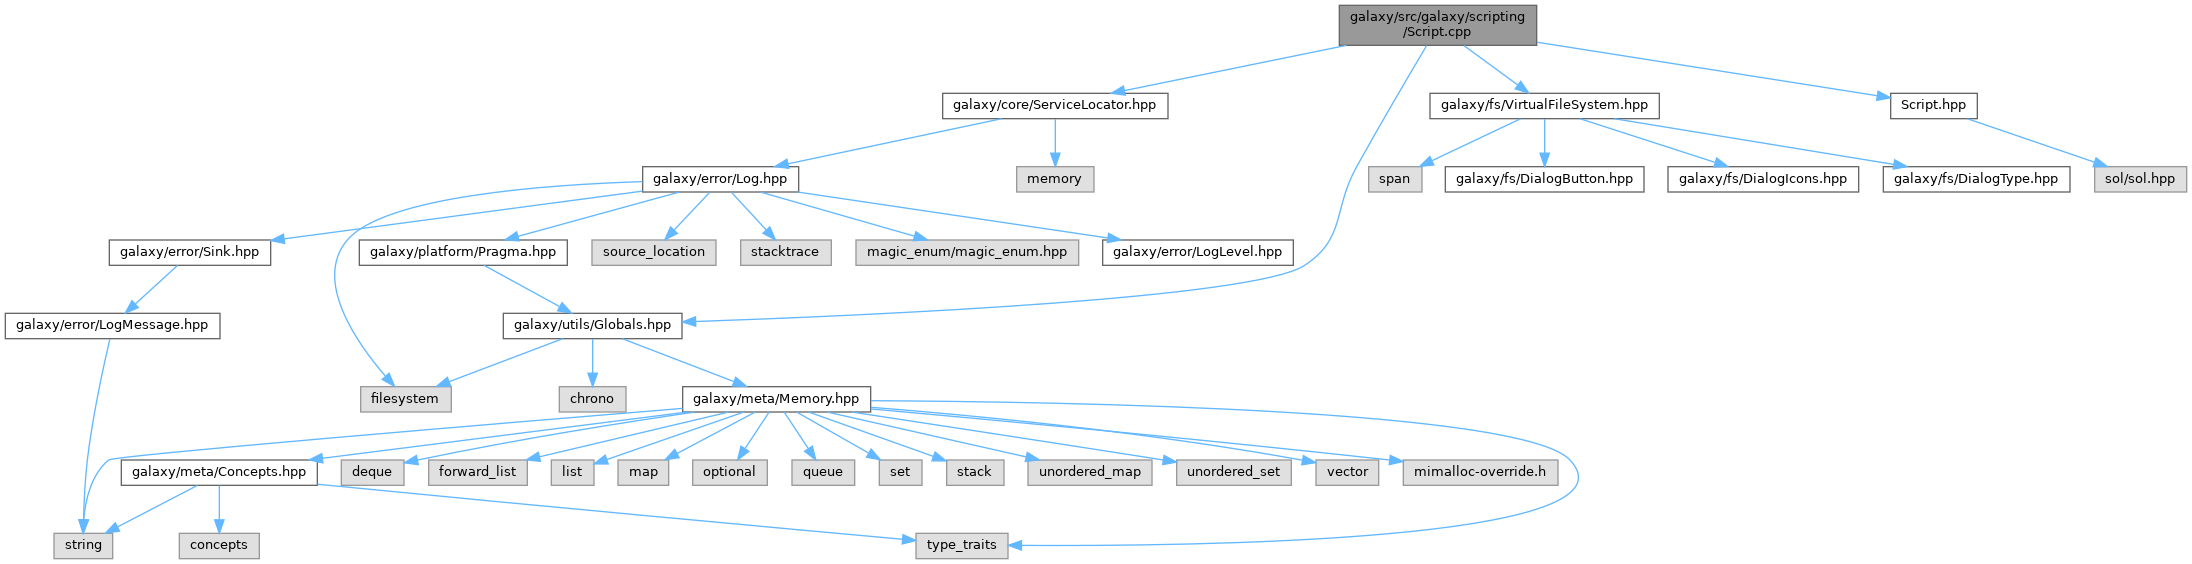 galaxy/src/galaxy/scripting
/Script.cpp
galaxy/core/ServiceLocator.hpp
galaxy/fs/VirtualFileSystem.hpp
Script.hpp
galaxy/error/Log.hpp
memory
span
galaxy/fs/DialogButton.hpp
galaxy/fs/DialogIcons.hpp
galaxy/fs/DialogType.hpp
sol/sol.hpp
galaxy/error/Sink.hpp
galaxy/platform/Pragma.hpp
source_location
stacktrace
magic_enum/magic_enum.hpp
galaxy/error/LogLevel.hpp
galaxy/error/LogMessage.hpp
galaxy/utils/Globals.hpp
filesystem
chrono
galaxy/meta/Memory.hpp
galaxy/meta/Concepts.hpp
deque
forward_list
list
map
optional
queue
set
stack
unordered_map
unordered_set
vector
mimalloc-override.h
string
concepts
type_traits